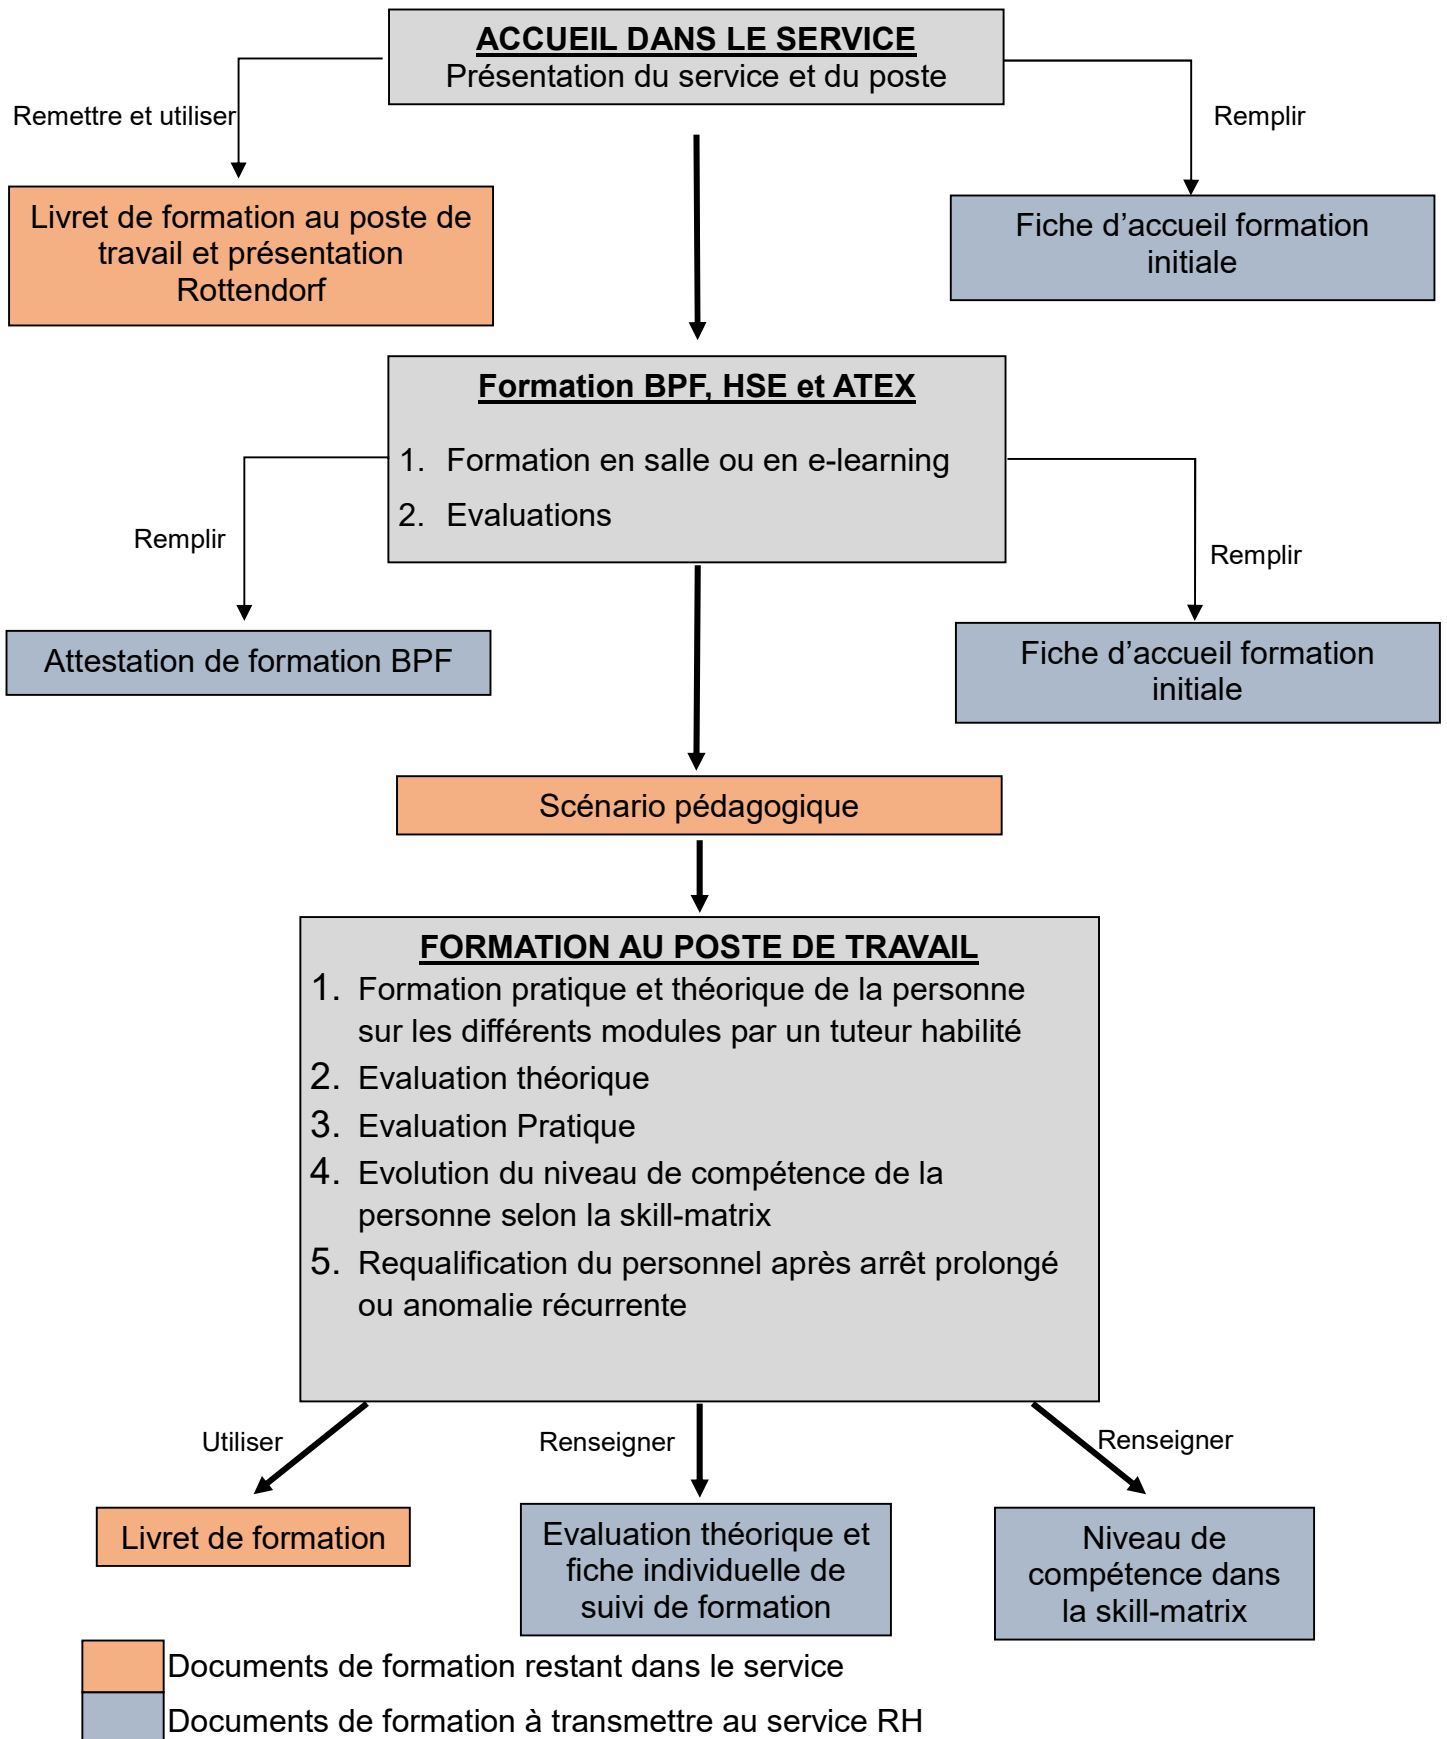 ACCUEIL DANS LE SERVICE
Présentation du service et du poste
Remettre et utiliser
Remplir
Livret de formation au poste de
travail et présentation
Rottendorf
Fiche d’accueil formation
initiale
Formation BPF, HSE et ATEX
1. Formation en salle ou en e-learning
2. Evaluations
Remplir
Remplir
Attestation de formation BPF
Fiche d’accueil formation
initiale
Scénario pédagogique
FORMATION AU POSTE DE TRAVAIL
1. Formation pratique et théorique de la personne
sur les différents modules par un tuteur habilité
2. Evaluation théorique
3. Evaluation Pratique
4. Evolution du niveau de compétence de la
personne selon la skill-matrix
5. Requalification du personnel après arrêt prolongé
ou anomalie récurrente
Utiliser
Renseigner
Renseigner
Livret de formation
Evaluation théorique et
fiche individuelle de
suivi de formation
Niveau de
compétence dans
la skill-matrix
Documents de formation restant dans le service
Documents de formation à transmettre au service RH